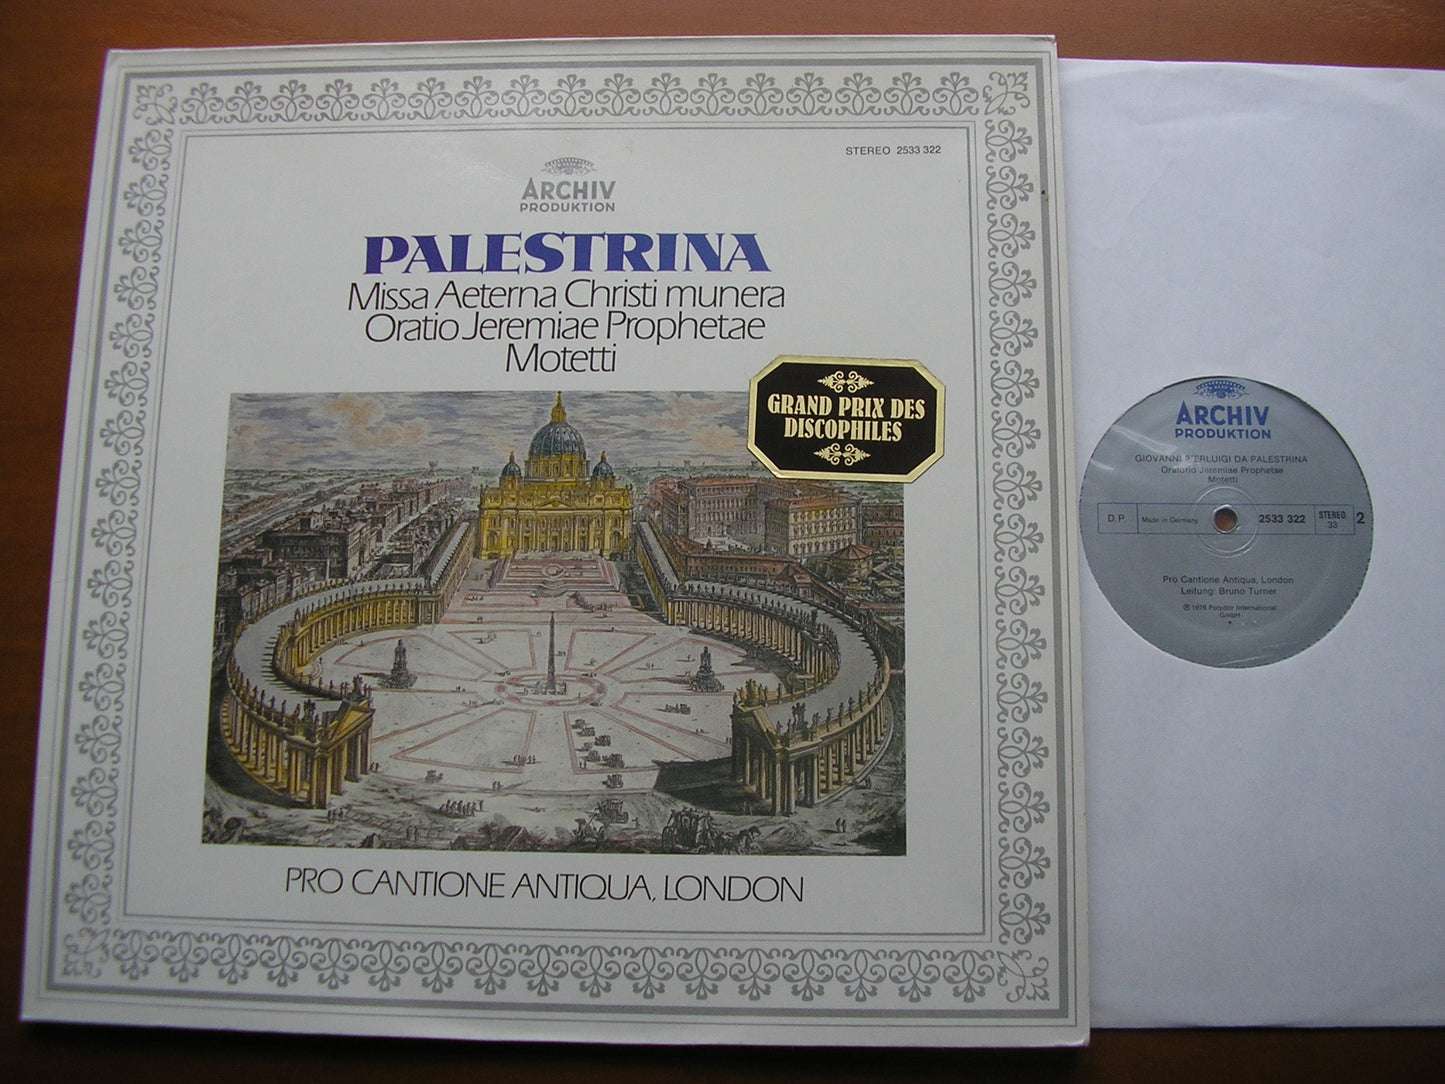 STEREO 2533 322
ARCHIV
PRODUKTION
PALESTRINA
Missa Aeterna Christi munera
Oratio Jeremiae Prophetae
Motetti
GRAND PRIX DES
DISCOPHILES
PRO CANTIONE ANTIQUA, LONDON
ARCHIV
PRODUKTION
GIOVANNI PIERLUIGI DA PALESTRINA
Oratorio Jeremiae Prophetae
Motetti
D.P. Made in Germany 2533 322 STEREO 33 2
Pro Cantione Antiqua, London
Leitung: Bruno Turner
℗ 1976 Polydor International
GmbH